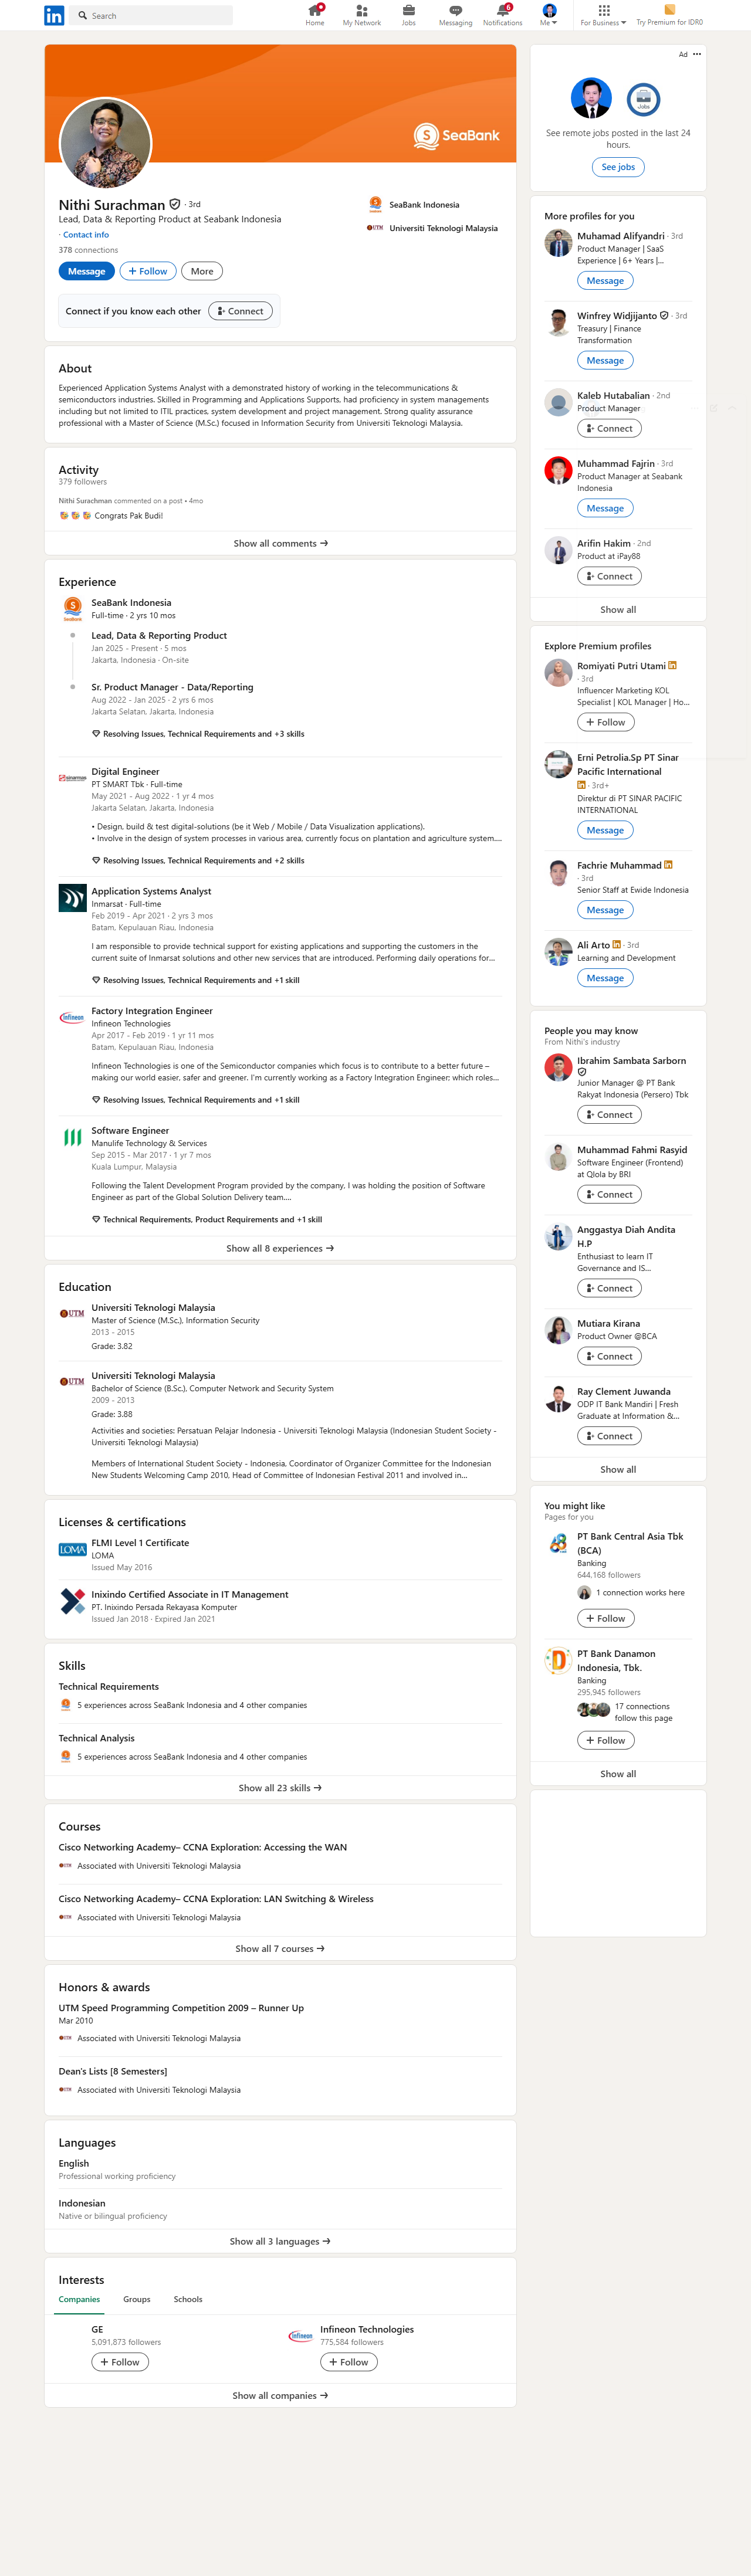 in
Search
Home
My Network
Jobs
Messaging
6
Notifications
Me
For Business
Try Premium for IDR0
SeaBank
Nithi Surachman · 3rd
Lead, Data & Reporting Product at Seabank Indonesia
· Contact info
378 connections
SeaBank Indonesia
Universiti Teknologi Malaysia
Message
Follow
More
Connect if you know each other
Connect
About
Experienced Application Systems Analyst with a demonstrated history of working in the telecommunications &
semiconductors industries. Skilled in Programming and Applications Supports, had proficiency in system managements
including but not limited to ITIL practices, system development and project management. Strong quality assurance
professional with a Master of Science (M.Sc.) focused in Information Security from Universiti Teknologi Malaysia.
Activity
379 followers
Nithi Surachman commented on a post • 4mo
Congrats Pak Budi!
Show all comments →
Experience
SeaBank Indonesia
Full-time · 2 yrs 10 mos
Lead, Data & Reporting Product
Jan 2025 - Present · 5 mos
Jakarta, Indonesia · On-site
Sr. Product Manager - Data/Reporting
Aug 2022 - Jan 2025 · 2 yrs 6 mos
Jakarta Selatan, Jakarta, Indonesia
Resolving Issues, Technical Requirements and +3 skills
Digital Engineer
PT SMART Tbk · Full-time
May 2021 - Aug 2022 · 1 yr 4 mos
Jakarta Selatan, Jakarta, Indonesia
• Design, build & test digital-solutions (be it Web / Mobile / Data Visualization applications).
• Involve in the design of system processes in various area, currently focus on plantation and agriculture system....
Resolving Issues, Technical Requirements and +2 skills
Application Systems Analyst
Inmarsat · Full-time
Feb 2019 - Apr 2021 · 2 yrs 3 mos
Batam, Kepulauan Riau, Indonesia
I am responsible to provide technical support for existing applications and supporting the customers in the
current suite of Inmarsat solutions and other new services that are introduced. Performing daily operations for...
Resolving Issues, Technical Requirements and +1 skill
Factory Integration Engineer
Infineon Technologies
Apr 2017 - Feb 2019 · 1 yr 11 mos
Batam, Kepulauan Riau, Indonesia
Infineon Technologies is one of the Semiconductor companies which focus is to contribute to a better future –
making our world easier, safer and greener. I'm currently working as a Factory Integration Engineer; which roles...
Resolving Issues, Technical Requirements and +1 skill
Software Engineer
Manulife Technology & Services
Sep 2015 - Mar 2017 · 1 yr 7 mos
Kuala Lumpur, Malaysia
Following the Talent Development Program provided by the company, I was holding the position of Software
Engineer as part of the Global Solution Delivery team....
Technical Requirements, Product Requirements and +1 skill
Show all 8 experiences →
Education
UTM
Universiti Teknologi Malaysia
Master of Science (M.Sc.), Information Security
2013 - 2015
Grade: 3.82
UTM
Universiti Teknologi Malaysia
Bachelor of Science (B.Sc.), Computer Network and Security System
2009 - 2013
Grade: 3.88
Activities and societies: Persatuan Pelajar Indonesia - Universiti Teknologi Malaysia (Indonesian Student Society -
Universiti Teknologi Malaysia)
Members of International Student Society - Indonesia, Coordinator of Organizer Committee for the Indonesian
New Students Welcoming Camp 2010, Head of Committee of Indonesian Festival 2011 and involved in...
Licenses & certifications
LOMA
FLMI Level 1 Certificate
LOMA
Issued May 2016
Inixindo Certified Associate in IT Management
PT. Inixindo Persada Rekayasa Komputer
Issued Jan 2018 · Expired Jan 2021
Skills
Technical Requirements
5 experiences across SeaBank Indonesia and 4 other companies
Technical Analysis
5 experiences across SeaBank Indonesia and 4 other companies
Show all 23 skills →
Courses
Cisco Networking Academy– CCNA Exploration: Accessing the WAN
Associated with Universiti Teknologi Malaysia
Cisco Networking Academy– CCNA Exploration: LAN Switching & Wireless
Associated with Universiti Teknologi Malaysia
Show all 7 courses →
Honors & awards
UTM Speed Programming Competition 2009 – Runner Up
Mar 2010
Associated with Universiti Teknologi Malaysia
Dean's Lists [8 Semesters]
Associated with Universiti Teknologi Malaysia
Languages
English
Professional working proficiency
Indonesian
Native or bilingual proficiency
Show all 3 languages →
Interests
Companies
Groups
Schools
GE
5,091,873 followers
Follow
infineon
Infineon Technologies
775,584 followers
Follow
Show all companies →
Ad •••
Jobs
See remote jobs posted in the last 24
hours.
See jobs
More profiles for you
Muhamad Alifyandri · 3rd
Product Manager | SaaS
Experience | 6+ Years |...
Message
Winfrey Widjijanto · 3rd
Treasury | Finance
Transformation
Message
Kaleb Hutabalian · 2nd
Product Manager
Connect
Muhammad Fajrin · 3rd
Product Manager at Seabank
Indonesia
Message
Arifin Hakim · 2nd
Product at iPay88
Connect
Show all
Explore Premium profiles
Romiyati Putri Utami
· 3rd
Influencer Marketing KOL
Specialist | KOL Manager | Ho...
Follow
Erni Petrolia.Sp PT Sinar
Pacific International
· 3rd+
Direktur di PT SINAR PACIFIC
INTERNATIONAL
Message
Fachrie Muhammad
· 3rd
Senior Staff at Ewide Indonesia
Message
Ali Arto · 3rd
Learning and Development
Message
People you may know
From Nithi's industry
Ibrahim Sambata Sarborn
Junior Manager @ PT Bank
Rakyat Indonesia (Persero) Tbk
Connect
Muhammad Fahmi Rasyid
Software Engineer (Frontend)
at Qlola by BRI
Connect
Anggastya Diah Andita
H.P
Enthusiast to learn IT
Governance and IS...
Connect
Mutiara Kirana
Product Owner @BCA
Connect
Ray Clement Juwanda
ODP IT Bank Mandiri | Fresh
Graduate at Information &...
Connect
Show all
You might like
Pages for you
PT Bank Central Asia Tbk
(BCA)
Banking
644,168 followers
1 connection works here
Follow
PT Bank Danamon
Indonesia, Tbk.
Banking
295,945 followers
17 connections
follow this page
Follow
Show all